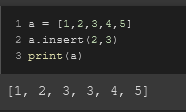 1 a = [1,2,3,4,5]
2 a.insert(2,3)
3 print(a)
[1, 2, 3, 3, 4, 5]